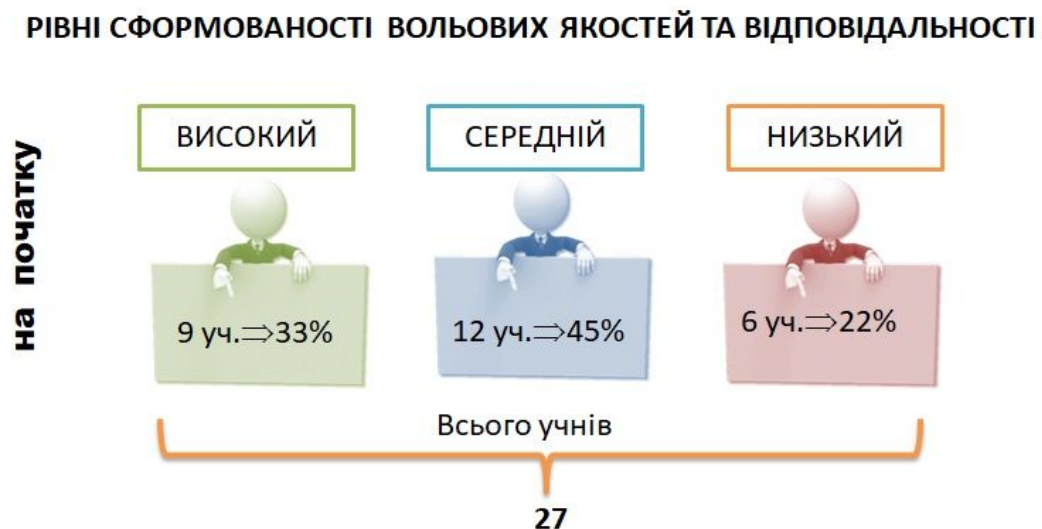 РІВНІ СФОРМОВАНОСТІ ВОЛЬОВИХ ЯКОСТЕЙ ТА ВІДПОВІДАЛЬНОСТІ
на початку
ВИСОКИЙ
СЕРЕДНІЙ
НИЗЬКИЙ
9 уч.⇒33%
12 уч.⇒45%
6 уч.⇒22%
Всього учнів
27